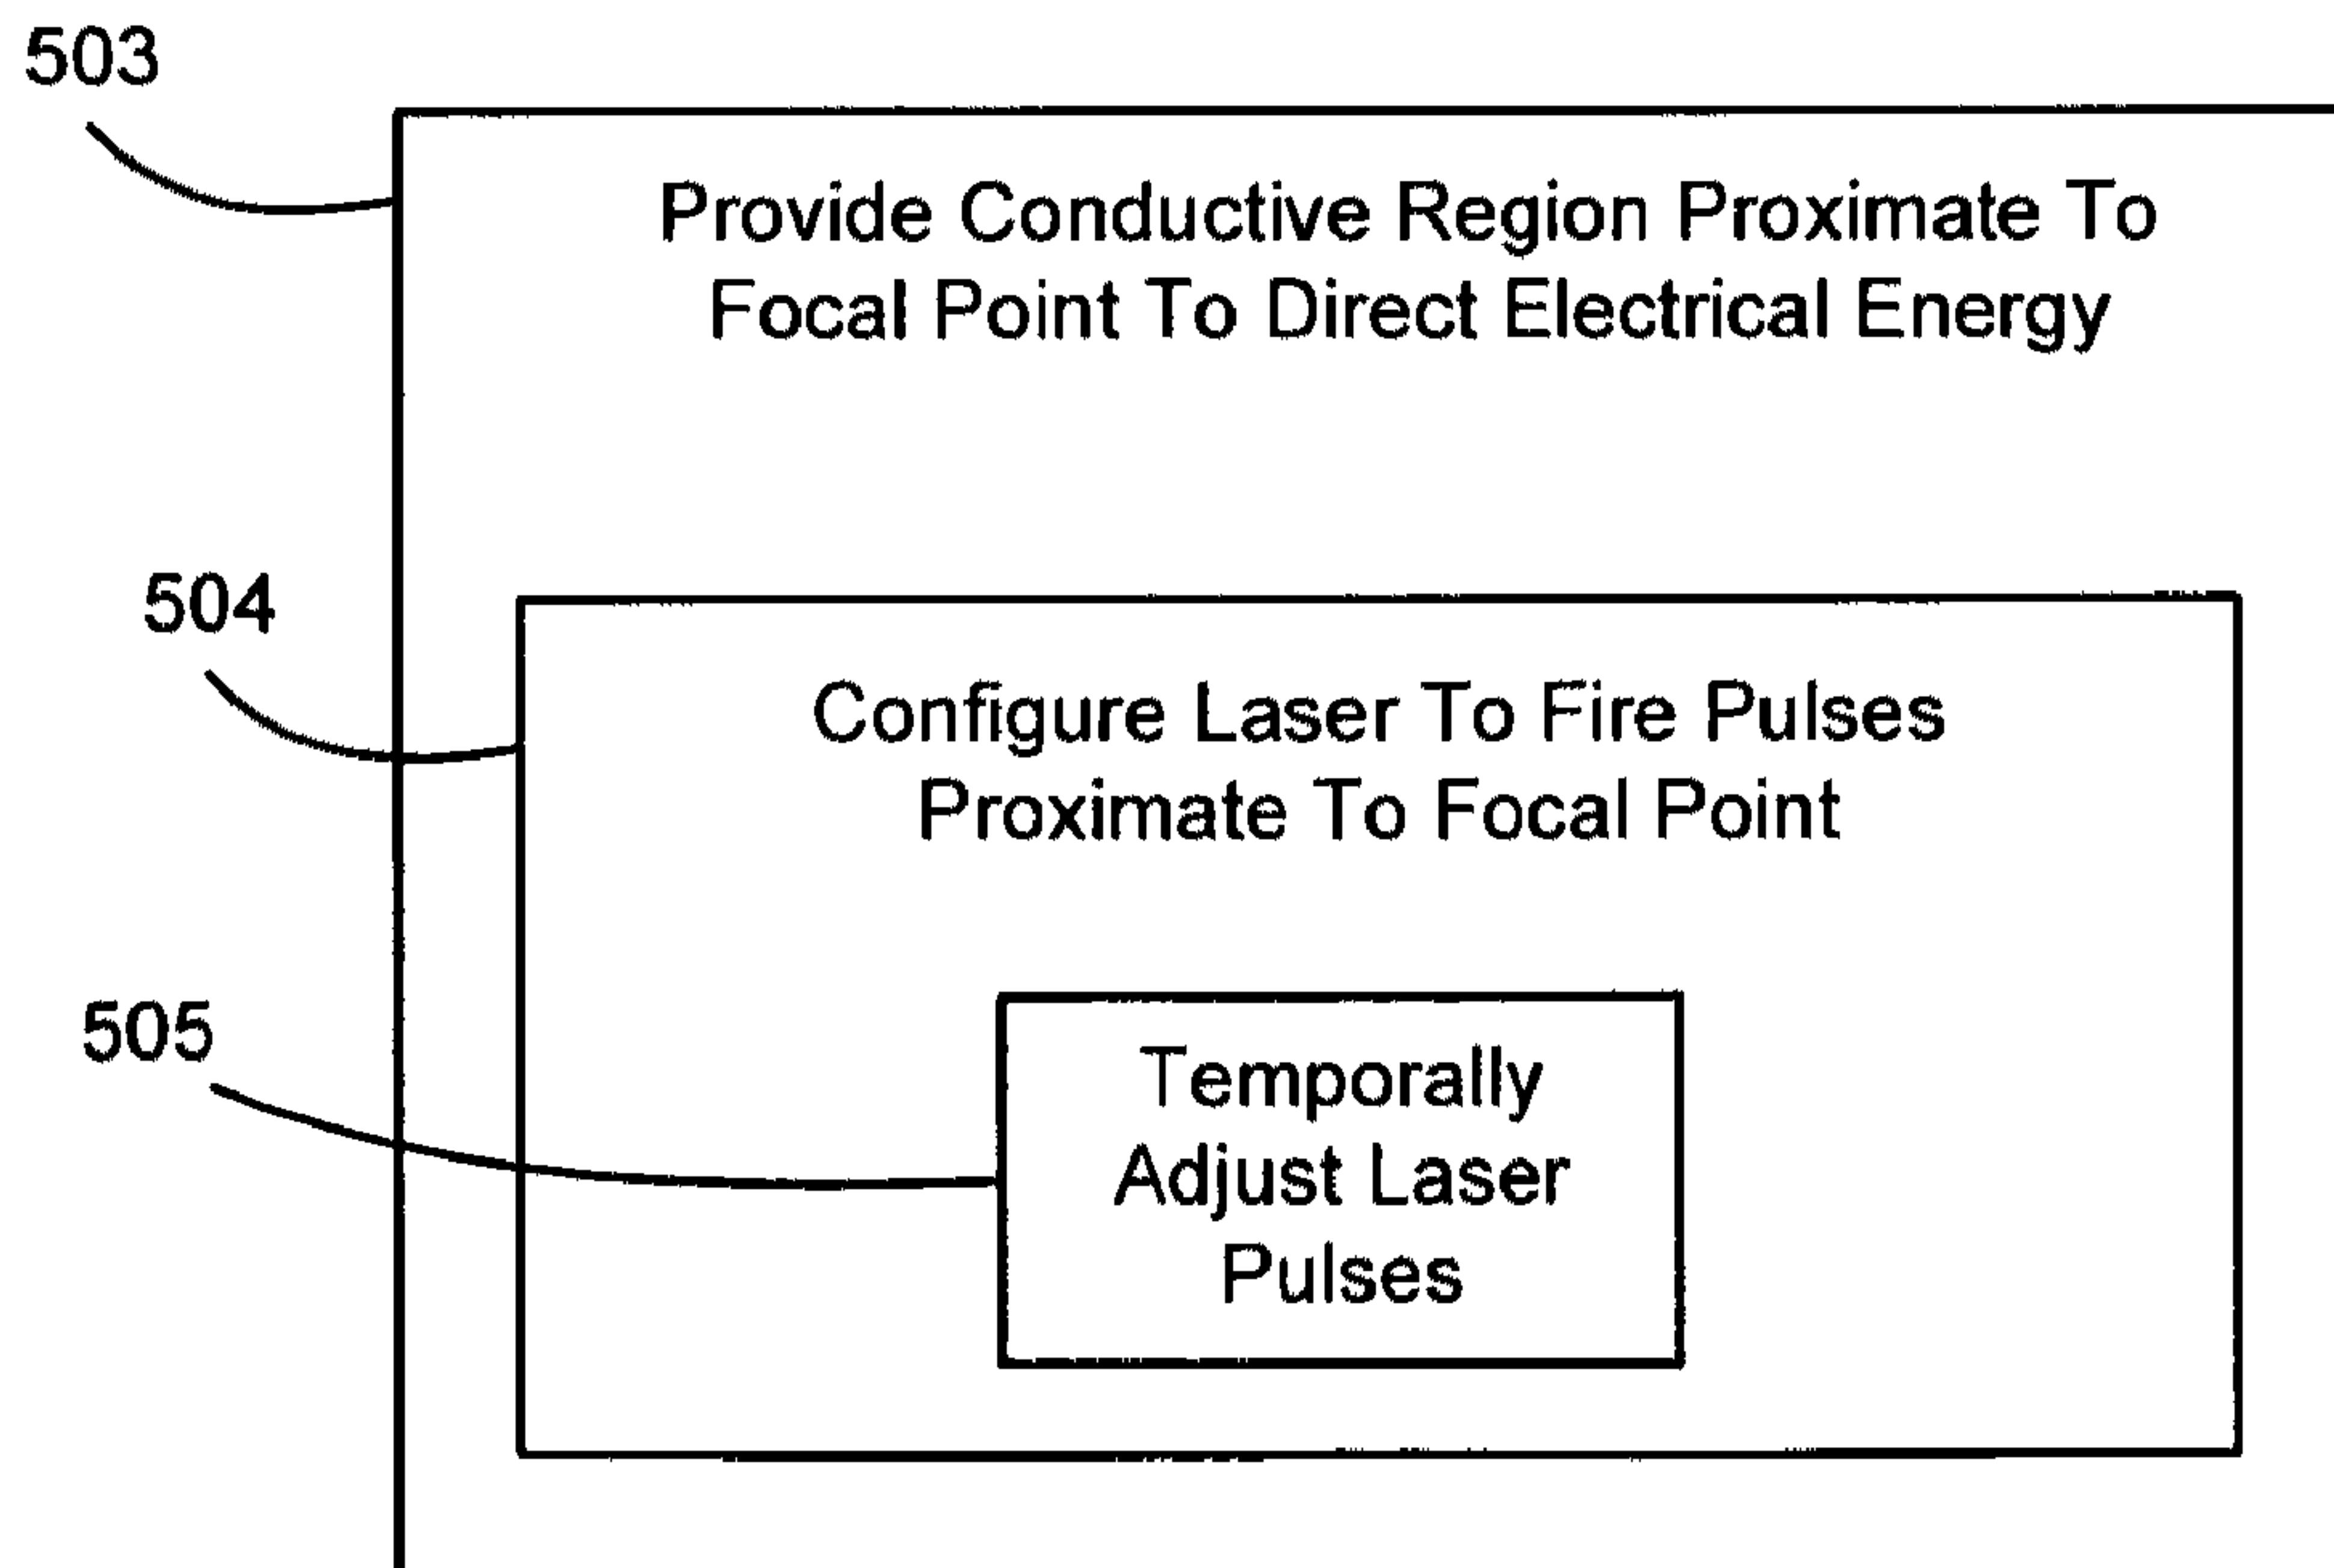 503
Provide Conductive Region Proximate To
Focal Point To Direct Electrical Energy
504
Configure Laser To Fire Pulses
Proximate To Focal Point
505
Temporally
Adjust Laser
Pulses